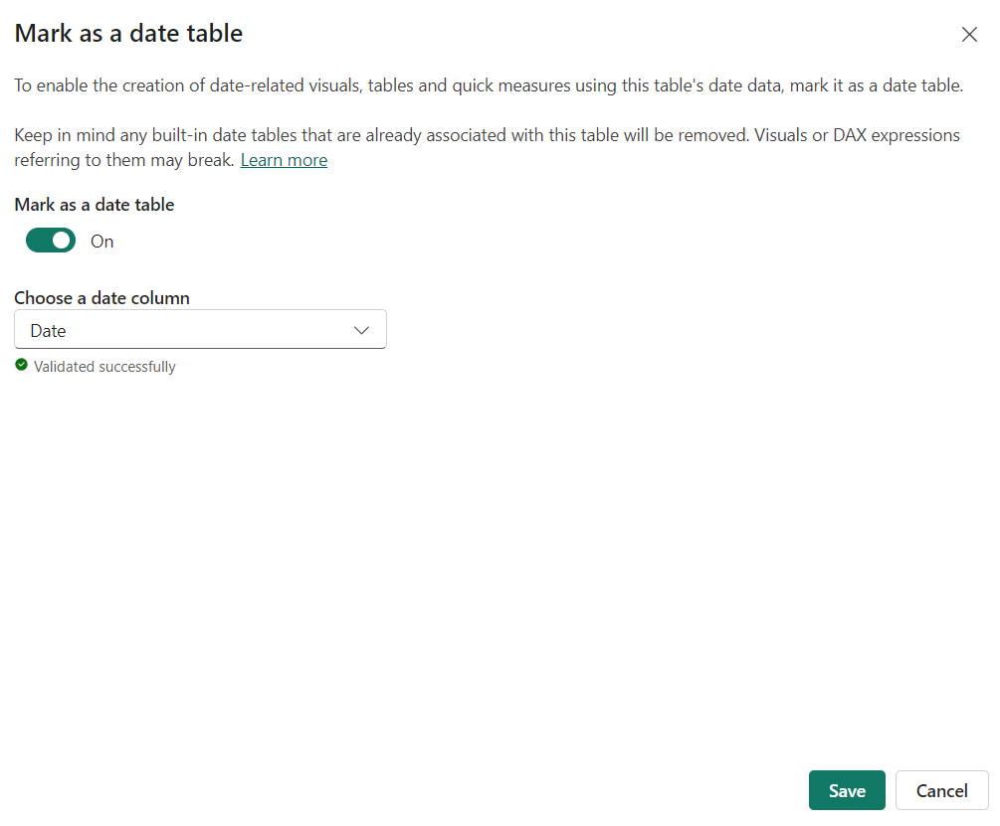 Mark as a date table
To enable the creation of date-related visuals, tables and quick measures using this table's date data, mark it as a date table.
Keep in mind any built-in date tables that are already associated with this table will be removed. Visuals or DAX expressions
referring to them may break. Learn more
Mark as a date table
On
Choose a date column
Date
Validated successfully
Save
Cancel